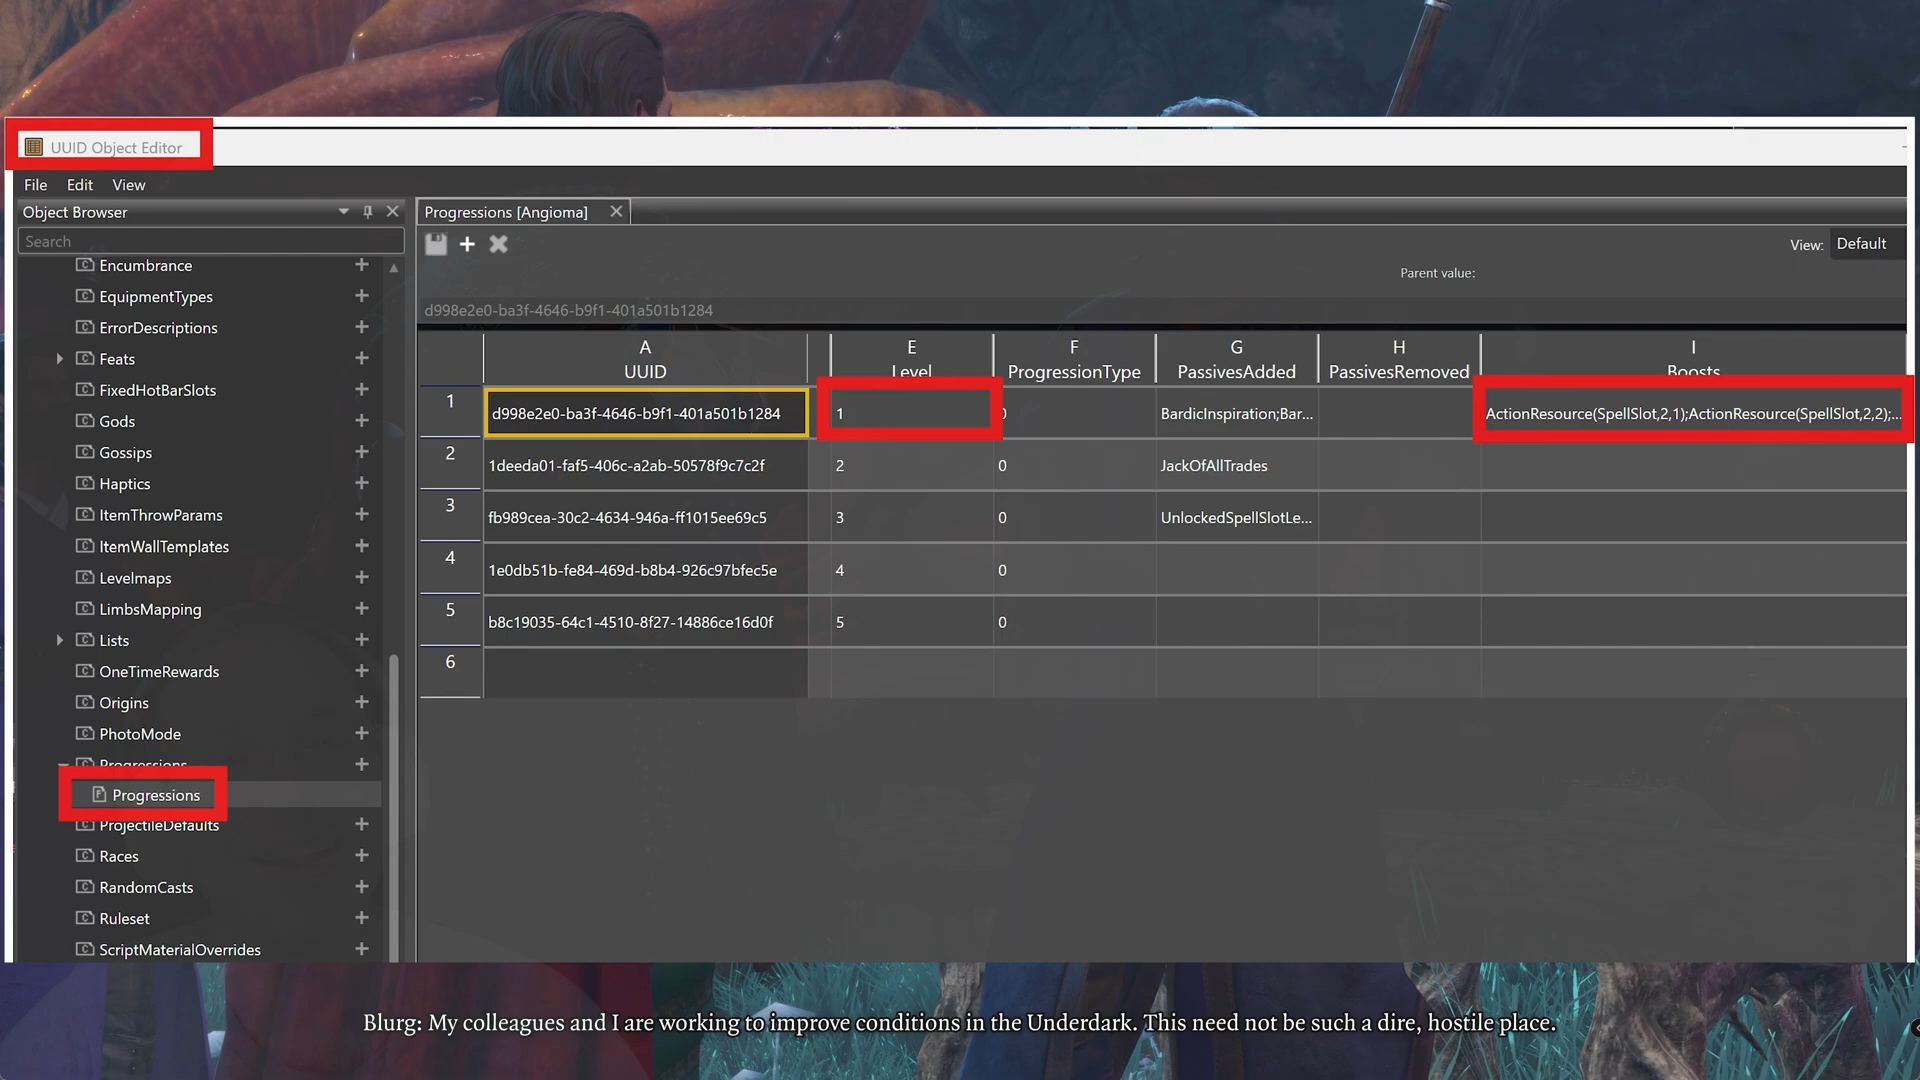 UUID Object Editor
File Edit View
Object Browser
Search
Encumbrance
EquipmentTypes
ErrorDescriptions
Feats
FixedHotBarSlots
Gods
Gossips
Haptics
ItemThrowParams
ItemWallTemplates
Levelmaps
LimbsMapping
Lists
OneTimeRewards
Origins
PhotoMode
Progressions
Progressions
ProjectileDefaults
Races
RandomCasts
Ruleset
ScriptMaterialOverrides
Progressions [Angioma]
View: Default
Parent value:
d998e2e0-ba3f-4646-b9f1-401a501b1284
A E F G H I
UUID Level ProgressionType PassivesAdded PassivesRemoved Boosts
1 d998e2e0-ba3f-4646-b9f1-401a501b1284 1 0 BardicInspiration;Bar... ActionResource(SpellSlot,2,1);ActionResource(SpellSlot,2,2);...
2 1deeda01-faf5-406c-a2ab-50578f9c7c2f 2 0 JackOfAllTrades
3 fb989cea-30c2-4634-946a-ff1015ee69c5 3 0 UnlockedSpellSlotLe...
4 1e0db51b-fe84-469d-b8b4-926c97bfec5e 4 0
5 b8c19035-64c1-4510-8f27-14886ce16d0f 5 0
6
Blurg: My colleagues and I are working to improve conditions in the Underdark. This need not be such a dire, hostile place.